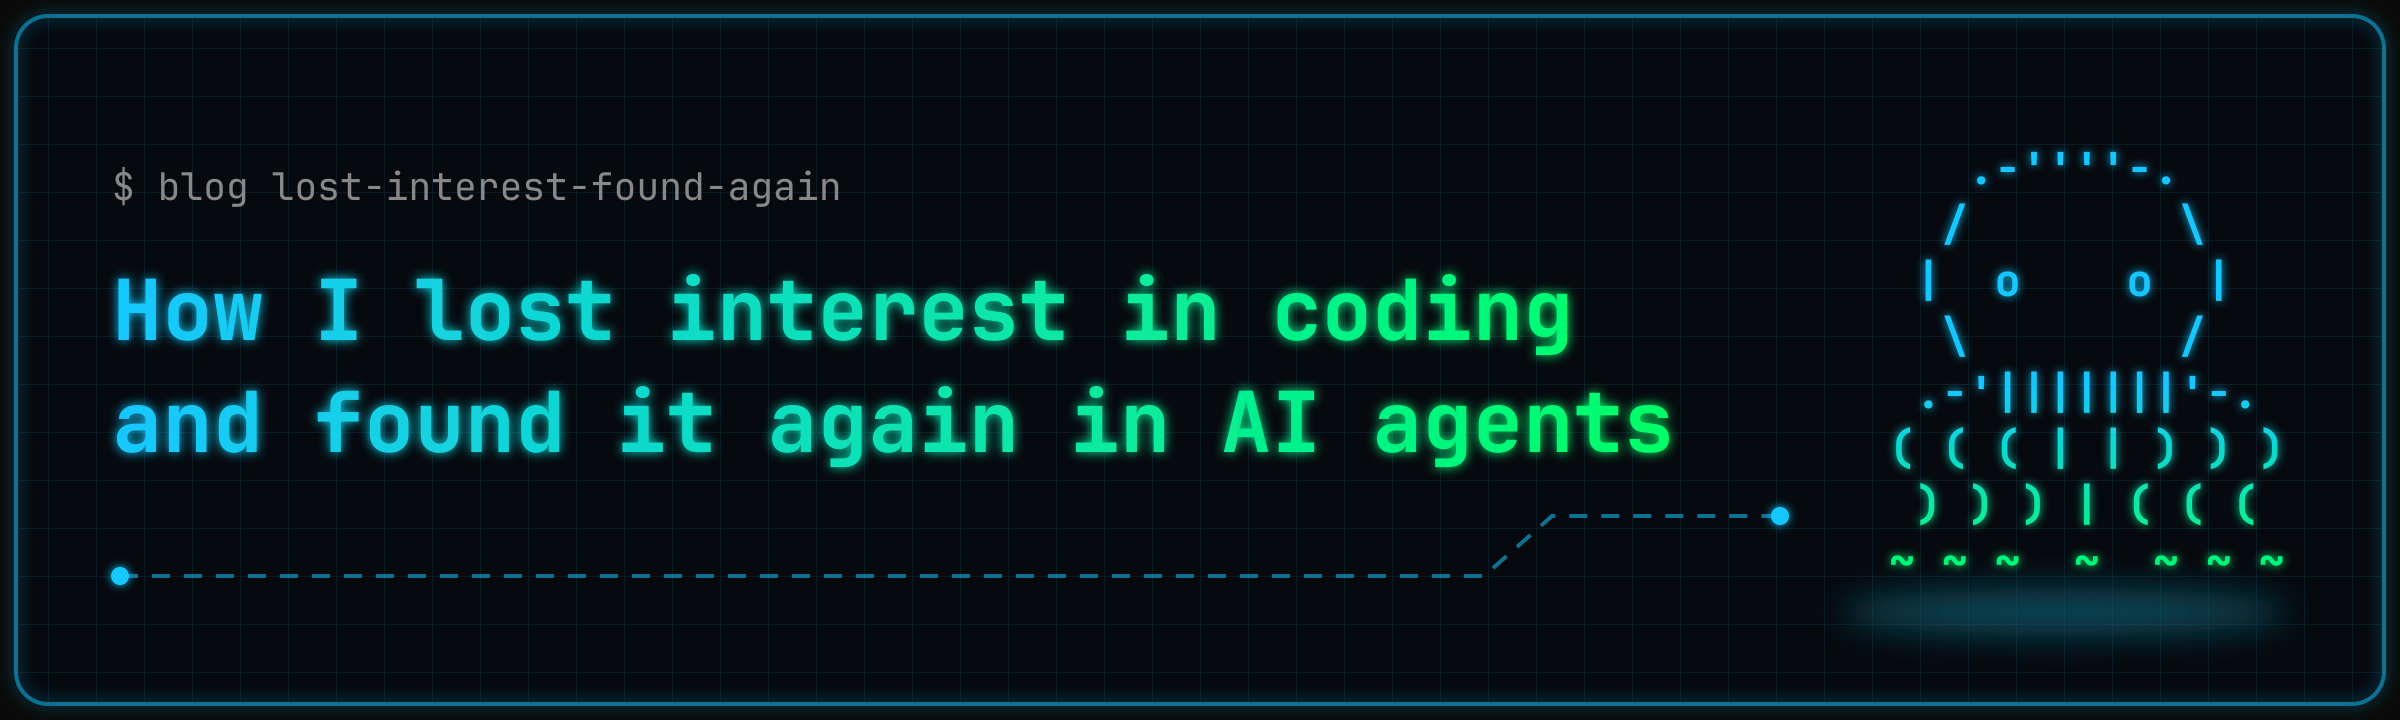 $ blog lost-interest-found-again
How I lost interest in coding
and found it again in AI agents